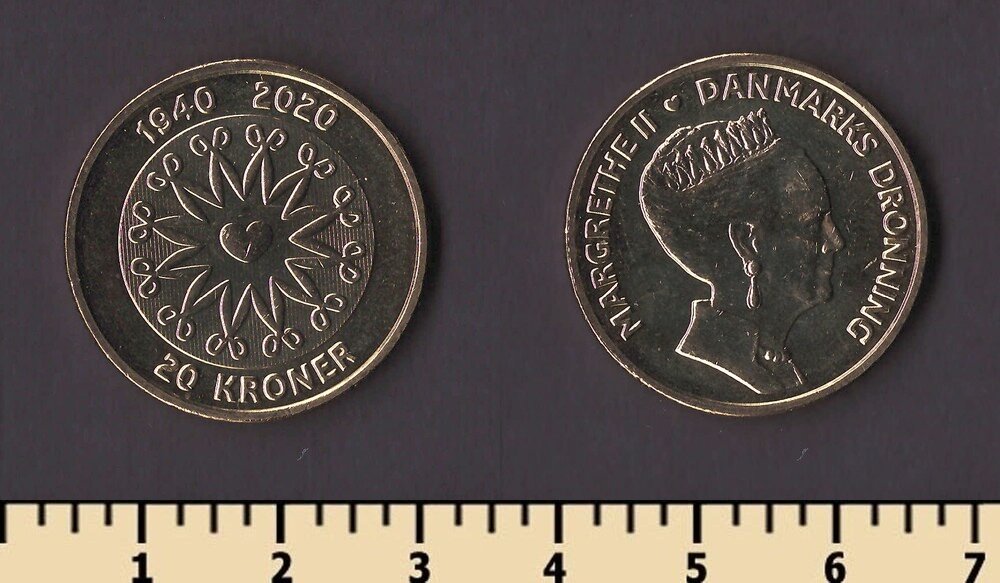 1940 2020
20 KRONER
MARGRETHE II ♥ DANMARKS DRONNING
1 2 3 4 5 6 7